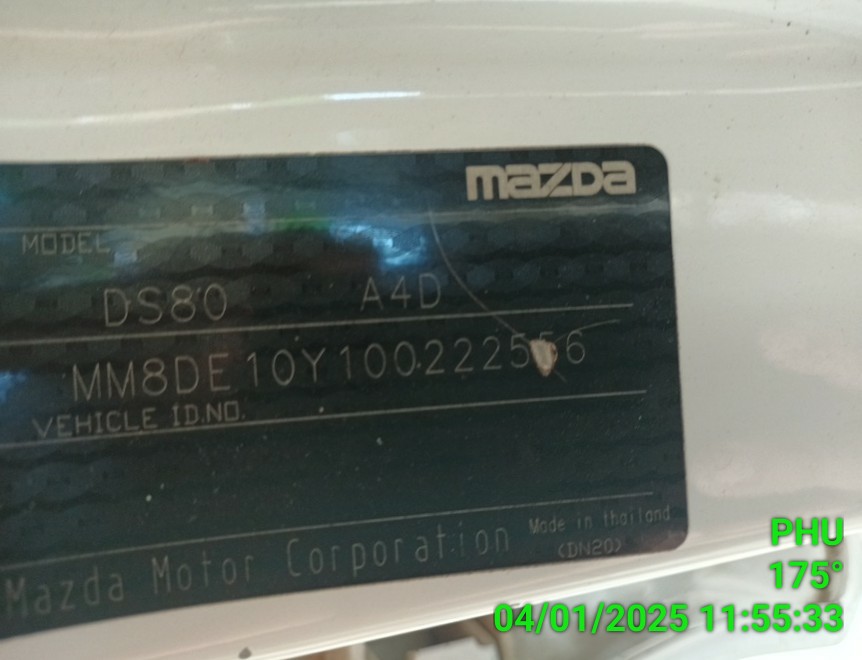 mazda
MODEL
DS80 A4D
MM8DE10Y100222556
VEHICLE ID.NO.
Made in thailand
Mazda Motor Corporation (DN20)
PHU
175°
04/01/2025 11:55:33